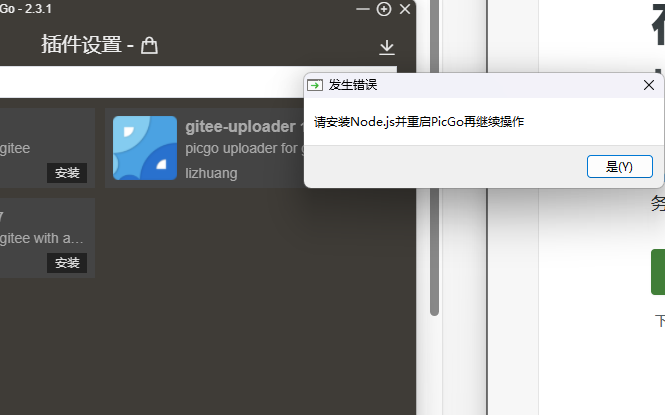 Go - 2.3.1
插件设置 -
发生错误
请安装Node.js并重启PicGo再继续操作
是(Y)
gitee
安装
gitee-uploader
picgo uploader for g
lizhuang
gitee with a...
安装
务
下